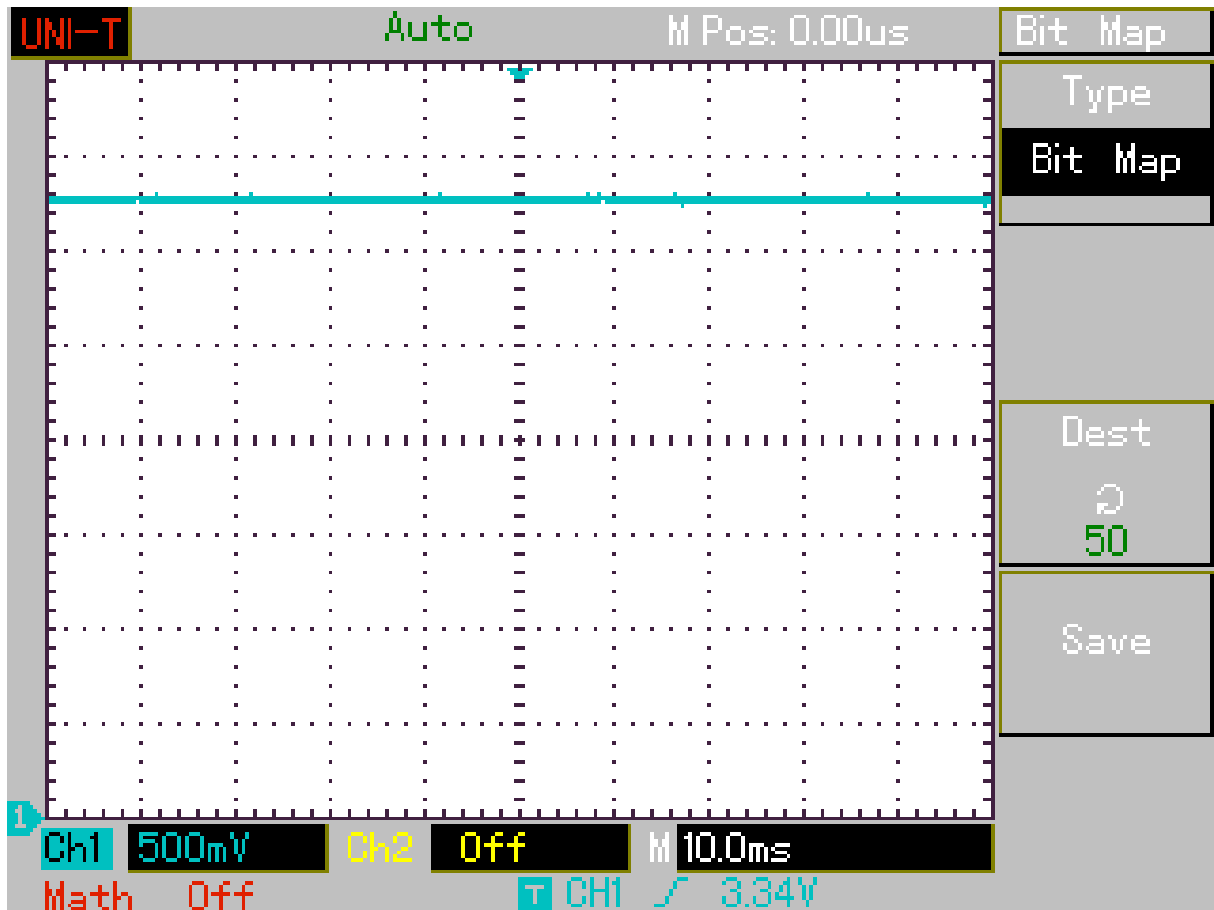 UNI-T Auto M Pos: 0.00us Bit Map
Type
Bit Map
Dest
50
Save
1
Ch1 500mV Ch2 Off M 10.0ms
Math Off T CH1 3.34V